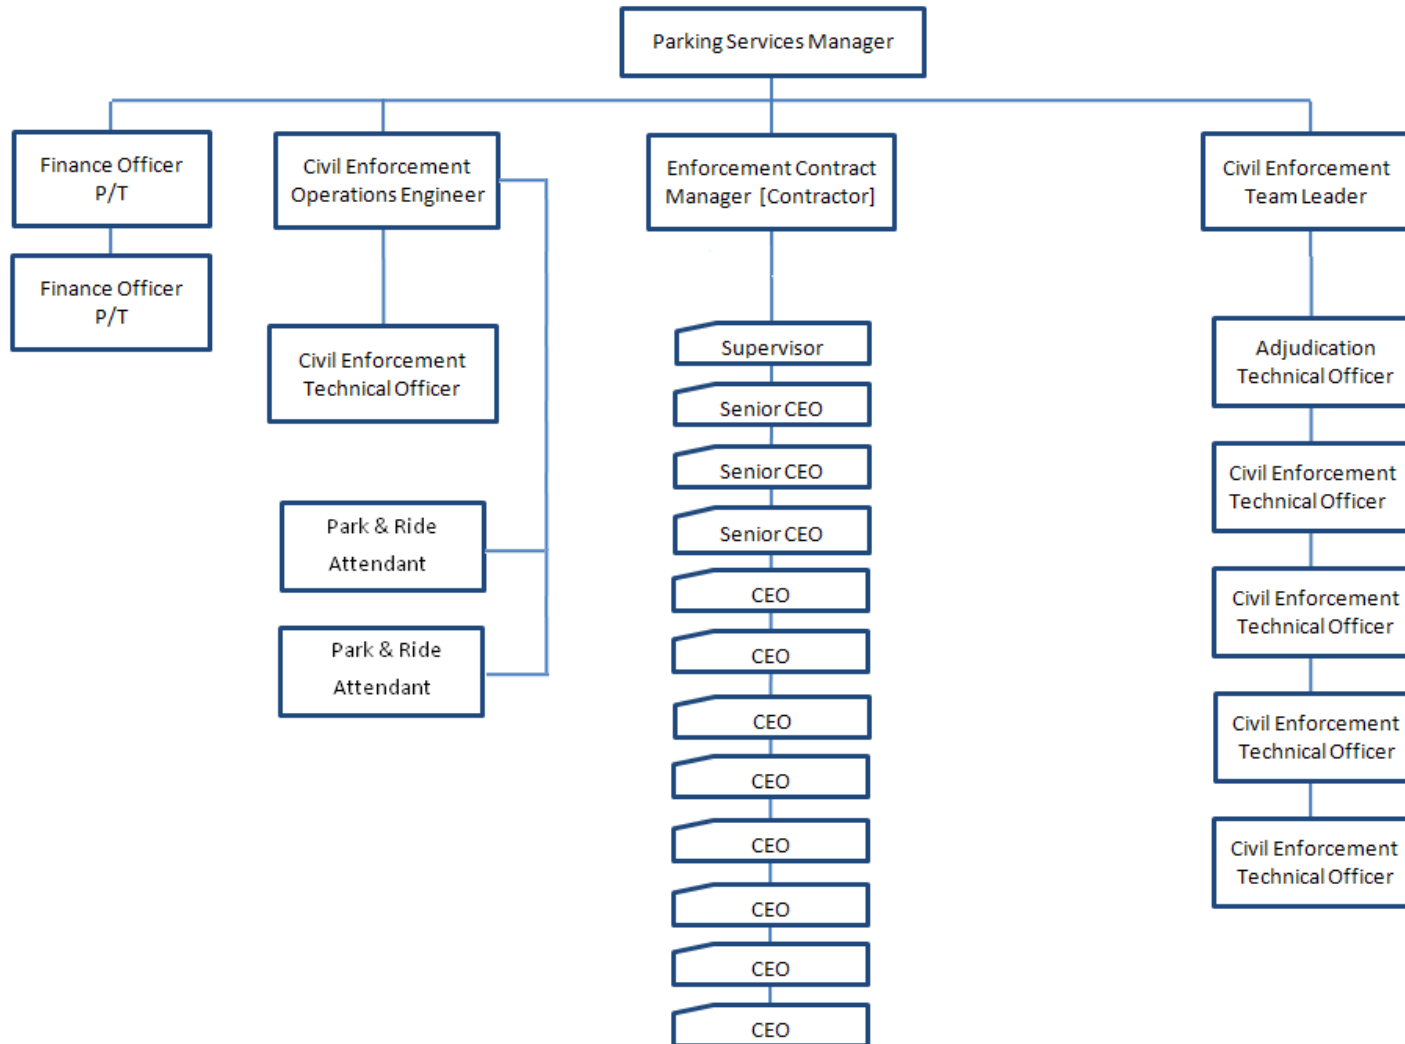 Parking Services Manager
Finance Officer
P/T
Civil Enforcement
Operations Engineer
Enforcement Contract
Manager [Contractor]
Civil Enforcement
Team Leader
Finance Officer
P/T
Civil Enforcement
Technical Officer
Park & Ride
Attendant
Park & Ride
Attendant
Supervisor
Senior CEO
Senior CEO
Senior CEO
CEO
CEO
CEO
CEO
CEO
CEO
CEO
CEO
Adjudication
Technical Officer
Civil Enforcement
Technical Officer
Civil Enforcement
Technical Officer
Civil Enforcement
Technical Officer
Civil Enforcement
Technical Officer